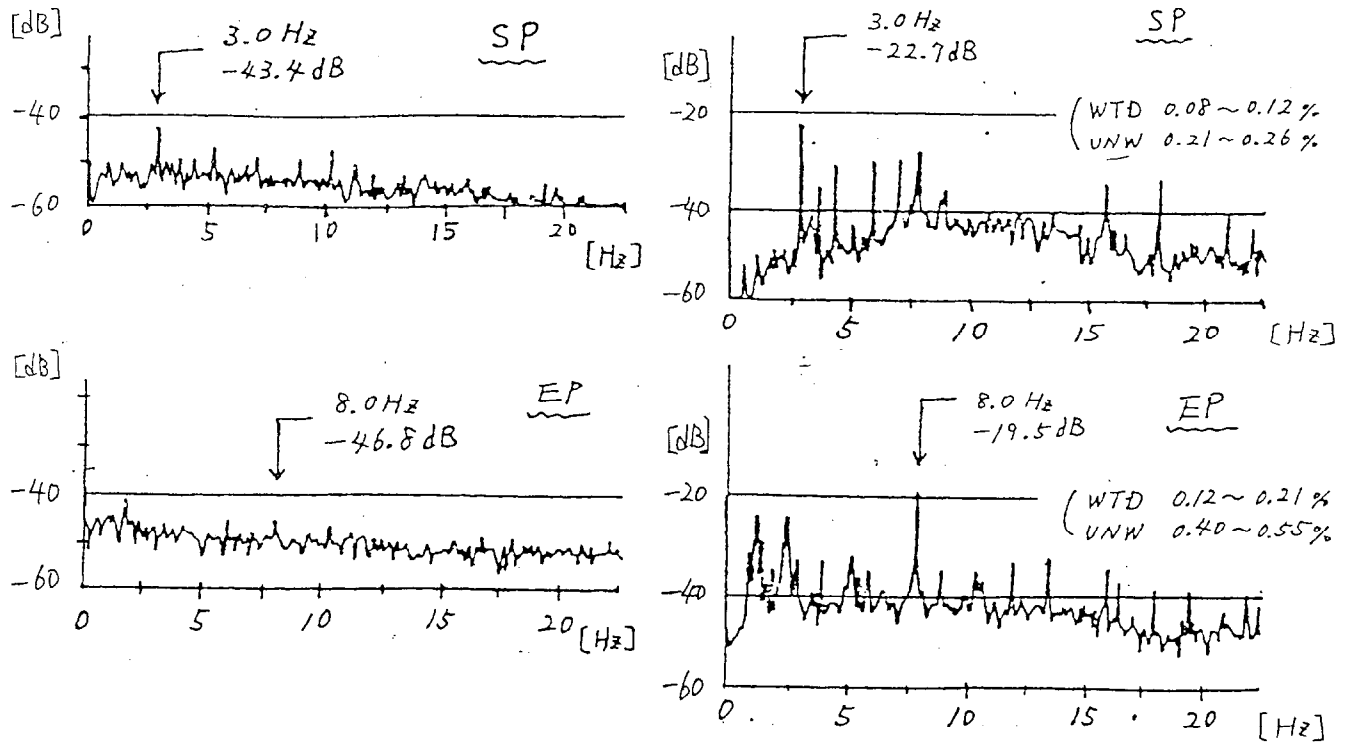 [dB]
3.0 Hz
-43.4 dB
SP
-40
-60
0 5 10 15 20
[Hz]
[dB]
3.0 Hz
-22.7 dB
SP
-20
( WTD 0.08~0.12 %
UNW 0.21~0.26 %
-40
-60
0 5 10 15 20 [Hz]
[dB]
8.0 Hz
-46.8 dB
EP
-40
-60
0 5 10 15 20 [Hz]
[dB]
8.0 Hz
-19.5 dB
EP
-20
( WTD 0.12~0.21 %
UNW 0.40~0.55 %
-40
-60
0 5 10 15 20 [Hz]